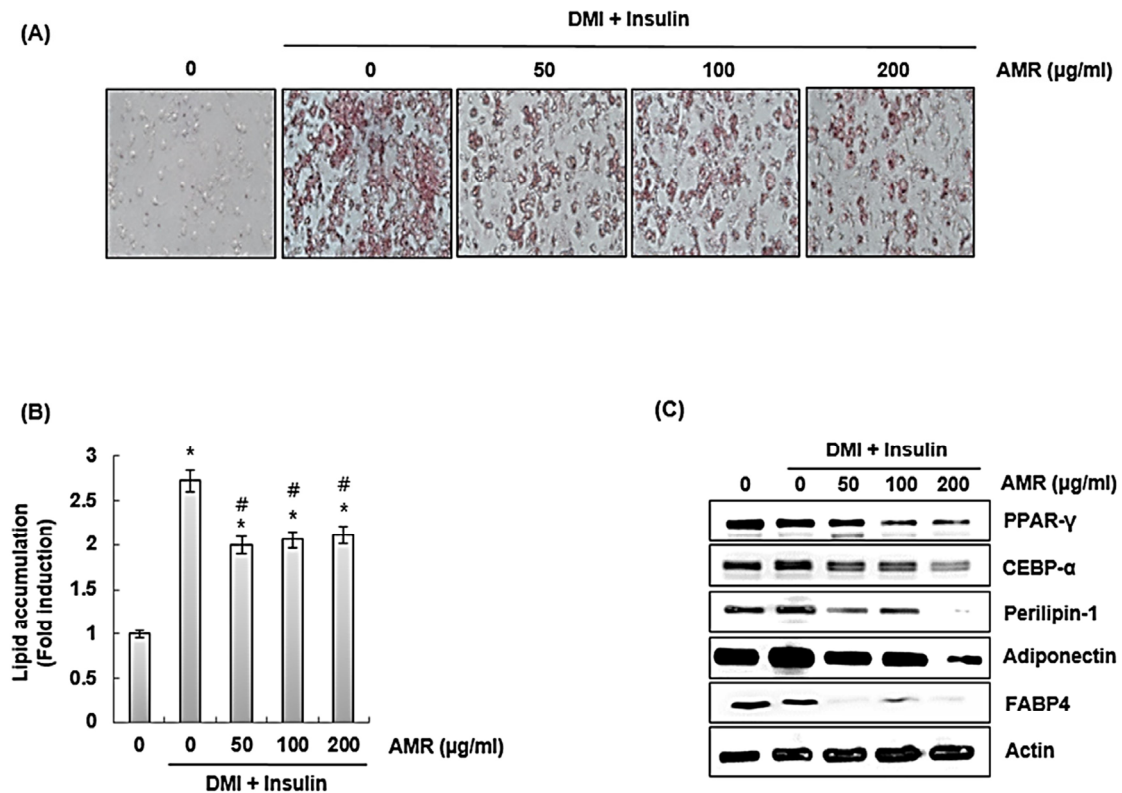 (A)
DMI + Insulin
0 0 50 100 200 AMR (µg/ml)
(B)
Lipid accumulation
(Fold induction)
3
2.5
2
1.5
1
0.5
0
*
#
*
#
*
#
*
0 0 50 100 200 AMR (µg/ml)
DMI + Insulin
(C)
DMI + Insulin
0 0 50 100 200 AMR (µg/ml)
PPAR-γ
CEBP-α
Perilipin-1
Adiponectin
FABP4
Actin